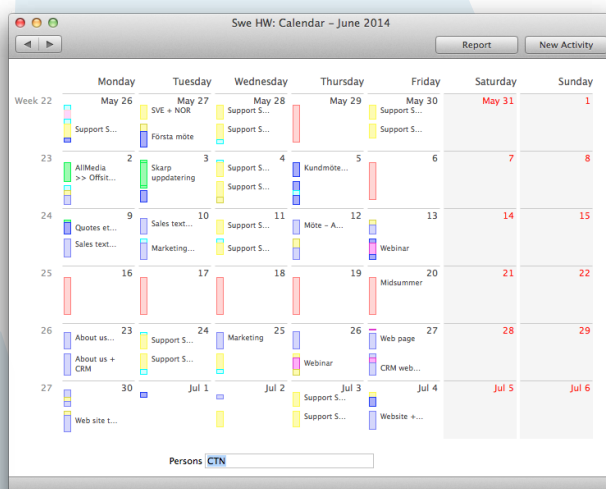 Swe HW: Calendar – June 2014
Report New Activity
Monday Tuesday Wednesday Thursday Friday Saturday Sunday
Week 22 May 26 May 27 May 28 May 29 May 30 May 31 1
SVE + NOR Support S... Support S...
Support S... Första möte Support S... Support S...
23 2 3 4 5 6 7 8
AllMedia Skarp Support S... Kundmöte...
>> Offsit... uppdatering
Support S...
24 9 10 11 12 13 14 15
Quotes et... Sales text... Support S... Möte – A...
Sales text... Marketing... Support S... Webinar
25 16 17 18 19 20 21 22
Midsummer
26 23 24 25 26 27 28 29
About us... Support S... Marketing Web page
About us + Support S... Webinar CRM web...
CRM
27 30 Jul 1 Jul 2 Jul 3 Jul 4 Jul 5 Jul 6
Support S...
Web site t... Support S... Website +...
Persons CTN